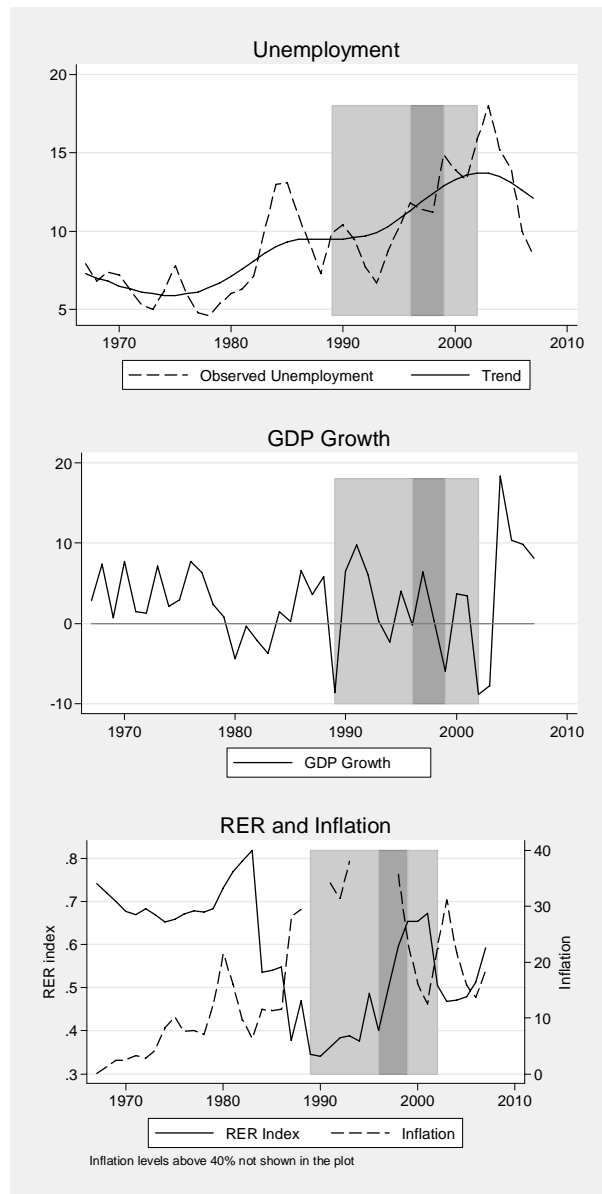 Unemployment
20
15
10
5
1970 1980 1990 2000 2010
Observed Unemployment Trend
GDP Growth
20
10
0
-10
1970 1980 1990 2000 2010
GDP Growth
RER and Inflation
.8
.7
.6
.5
.4
.3
RER index
40
30
20
10
0
Inflation
1970 1980 1990 2000 2010
RER Index Inflation
Inflation levels above 40% not shown in the plot